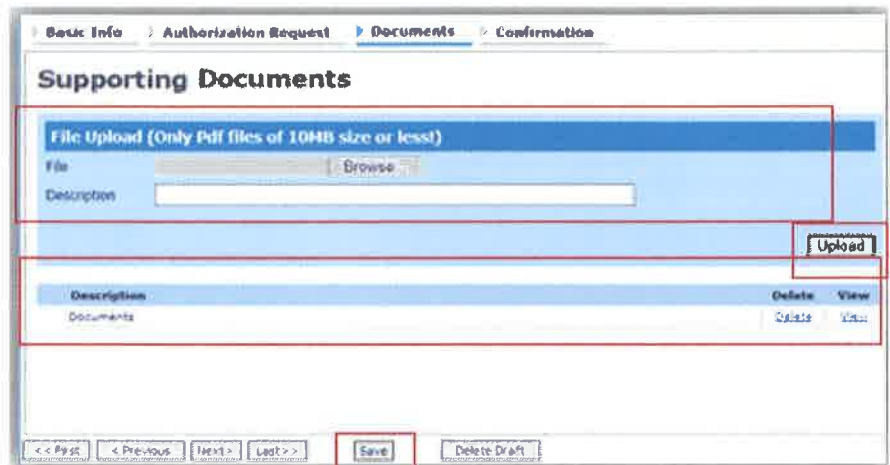 Basic Info Authorization Request Documents Confirmation
Supporting Documents
File Upload (Only Pdf files of 10MB size or less!)
File Browse
Description
Upload
Description Delete View
Documents Delete View
<< First < Previous Next > Last >> Save Delete Draft